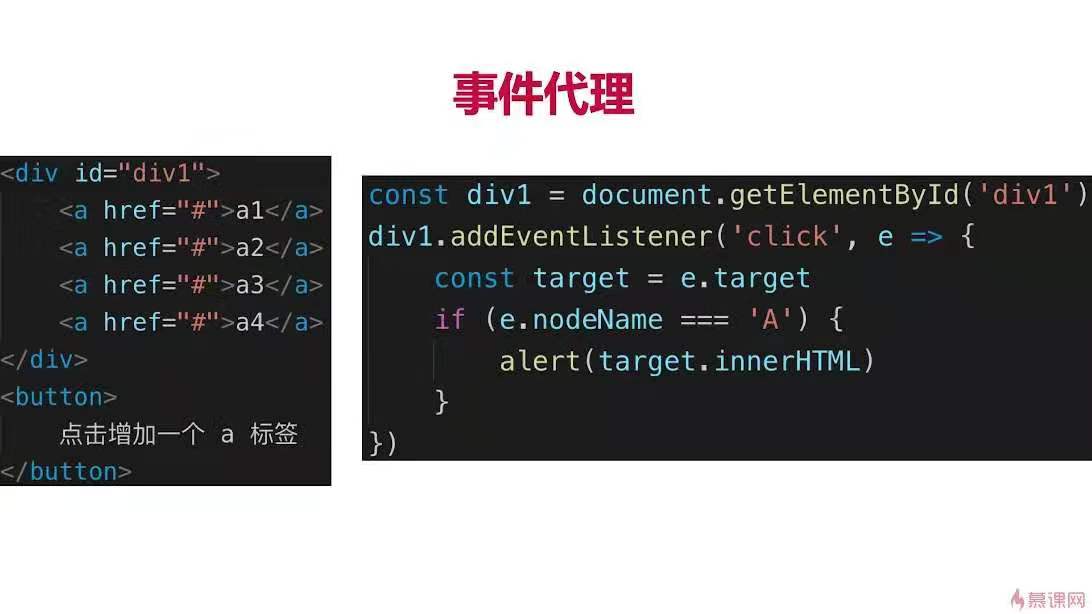 事件代理
<div id="div1">
    <a href="#">a1</a>
    <a href="#">a2</a>
    <a href="#">a3</a>
    <a href="#">a4</a>
</div>
<button>
    点击增加一个 a 标签
</button>
const div1 = document.getElementById('div1')
div1.addEventListener('click', e => {
    const target = e.target
    if (e.nodeName === 'A') {
        alert(target.innerHTML)
    }
})
慕课网